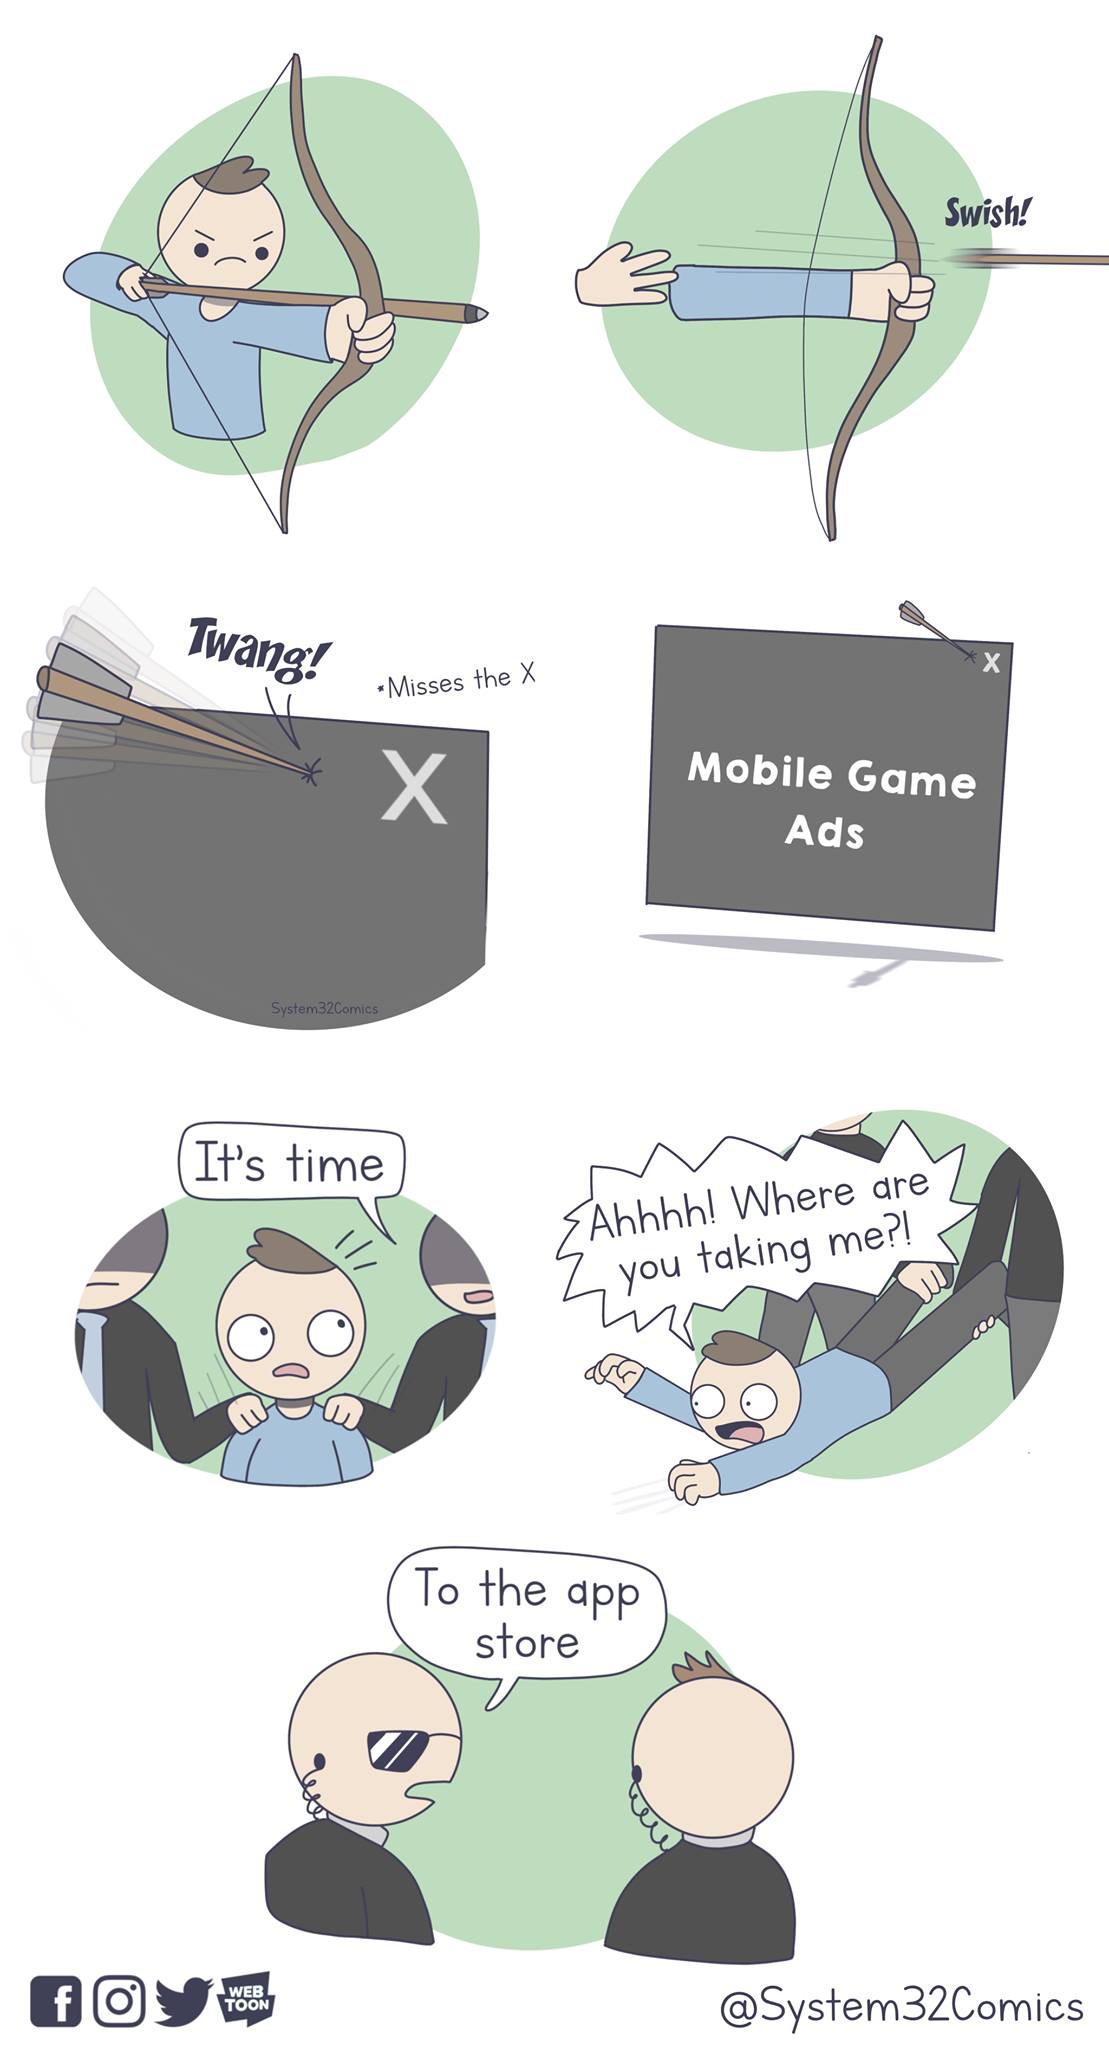 Swish!
Twang!
*Misses the X
X
System32Comics
X
Mobile Game
Ads
It's time
Ahhhh! Where are
you taking me?!
To the app
store
f
WEB
TOON
@System32Comics